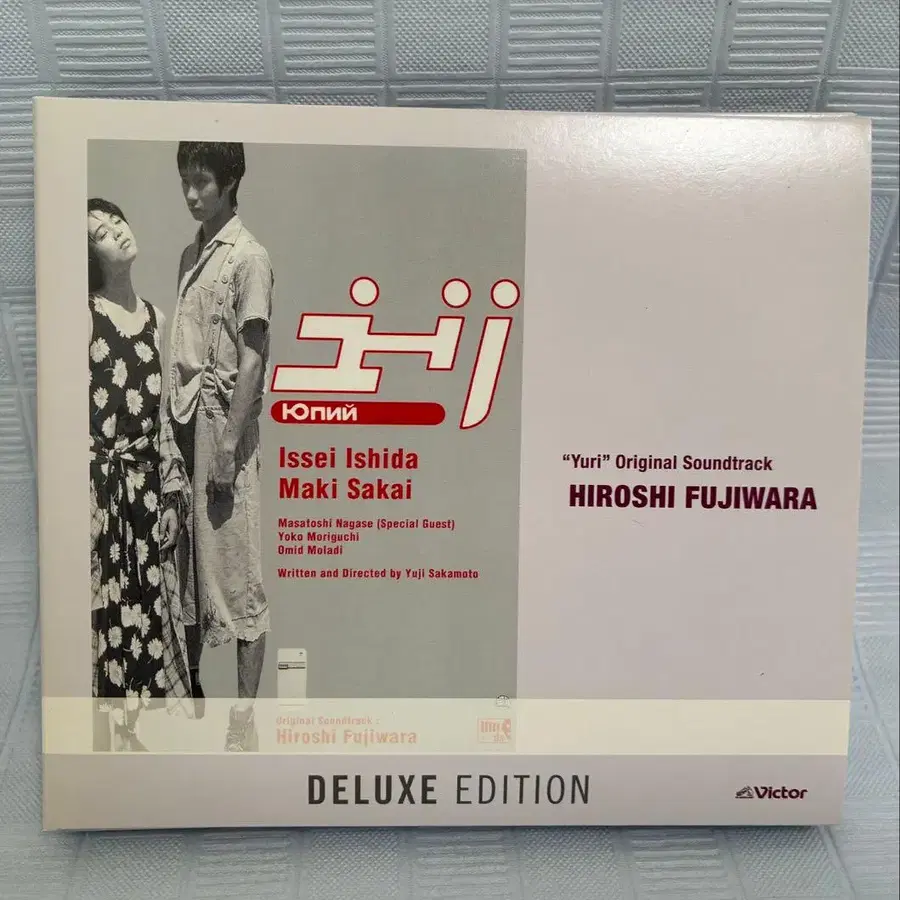 ユーリ
Юпий
Issei Ishida
Maki Sakai
Masatoshi Nagase (Special Guest)
Yoko Moriguchi
Omid Moladi
Written and Directed by Yuji Sakamoto
Original Soundtrack :
Hiroshi Fujiwara
“Yuri” Original Soundtrack
HIROSHI FUJIWARA
DELUXE EDITION
Victor